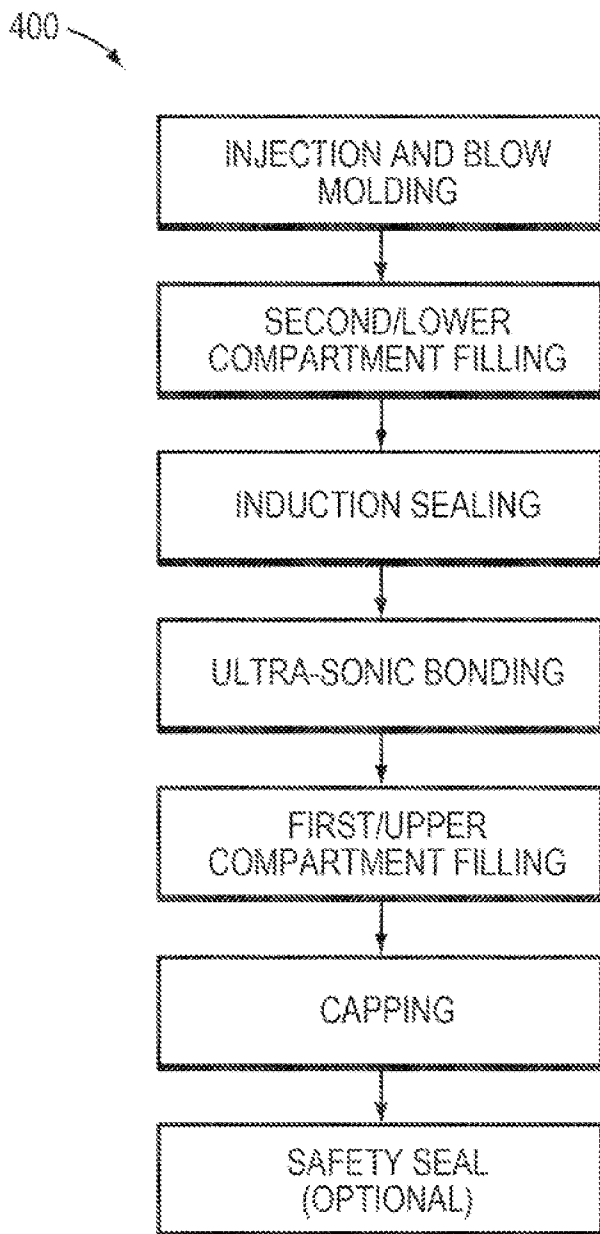 400
INJECTION AND BLOW
MOLDING
SECOND/LOWER
COMPARTMENT FILLING
INDUCTION SEALING
ULTRA-SONIC BONDING
FIRST/UPPER
COMPARTMENT FILLING
CAPPING
SAFETY SEAL
(OPTIONAL)